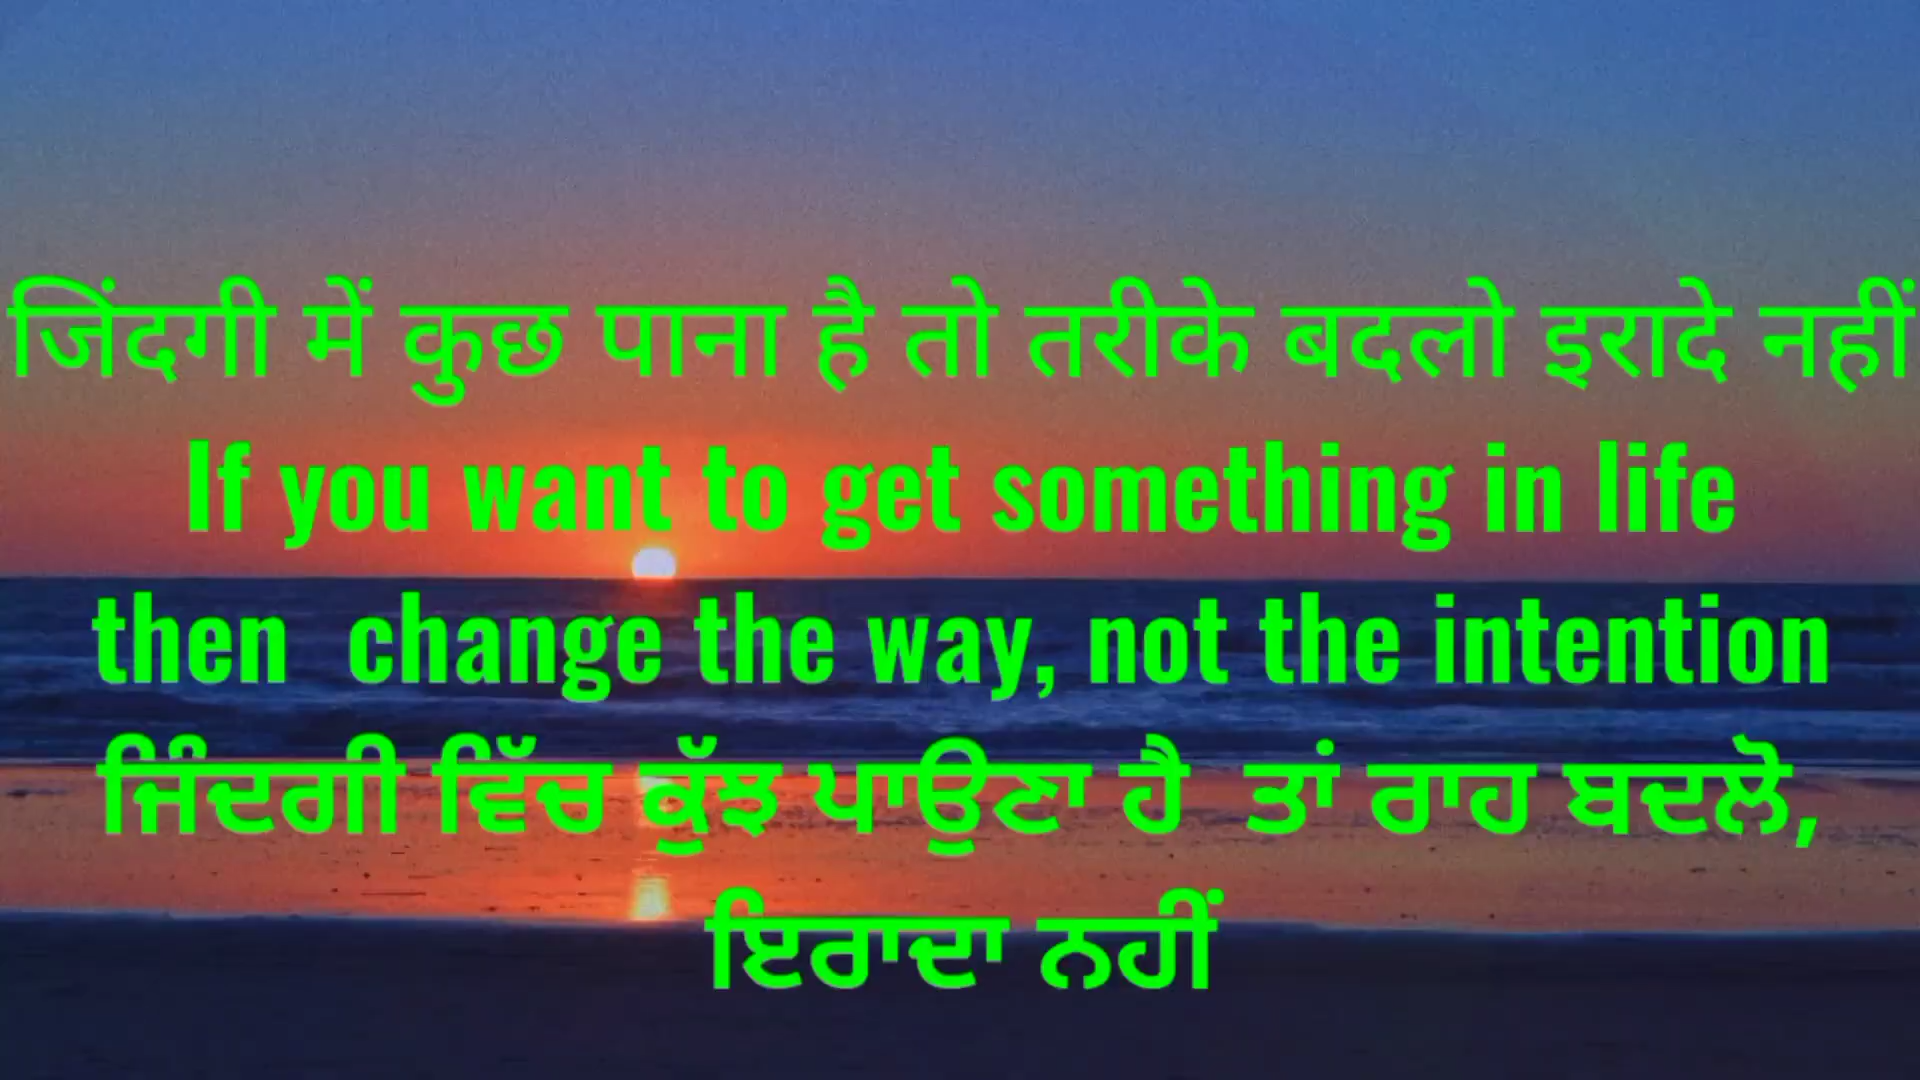 जिंदगी में कुछ पाना है तो तरीके बदलो इरादे नहीं
If you want to get something in life
then  change the way, not the intention
ਜਿੰਦਗੀ ਵਿੱਚ ਕੁੱਝ ਪਾਉਣਾ ਹੈ  ਤਾਂ ਰਾਹ ਬਦਲੋ,
ਇਰਾਦਾ ਨਹੀਂ